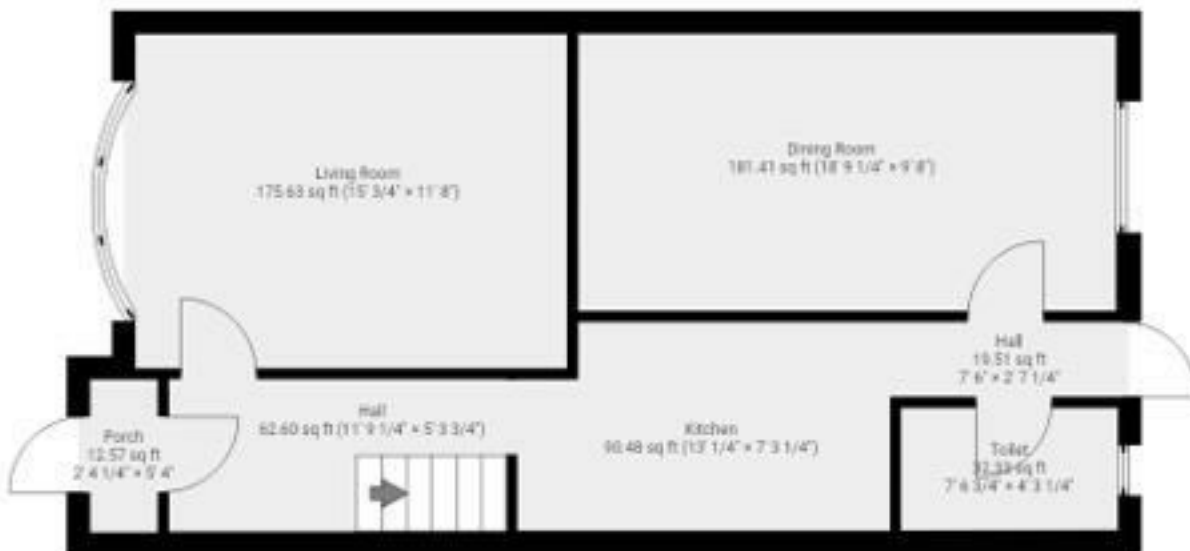 Living Room
175.63 sq ft (15' 3/4" × 11' 8")
Dining Room
181.41 sq ft (18' 9 1/4" × 9' 8")
Hall
19.51 sq ft
7' 6" × 2' 7 1/4"
Hall
62.60 sq ft (11' 9 1/4" × 5' 3 3/4")
Porch
12.57 sq ft
2' 4 1/4" × 5' 4"
Kitchen
sq ft (13' 1/4" × 7' 3 1/4")
Toilet
sq ft
7' 6 3/4" × 4' 3 1/4"